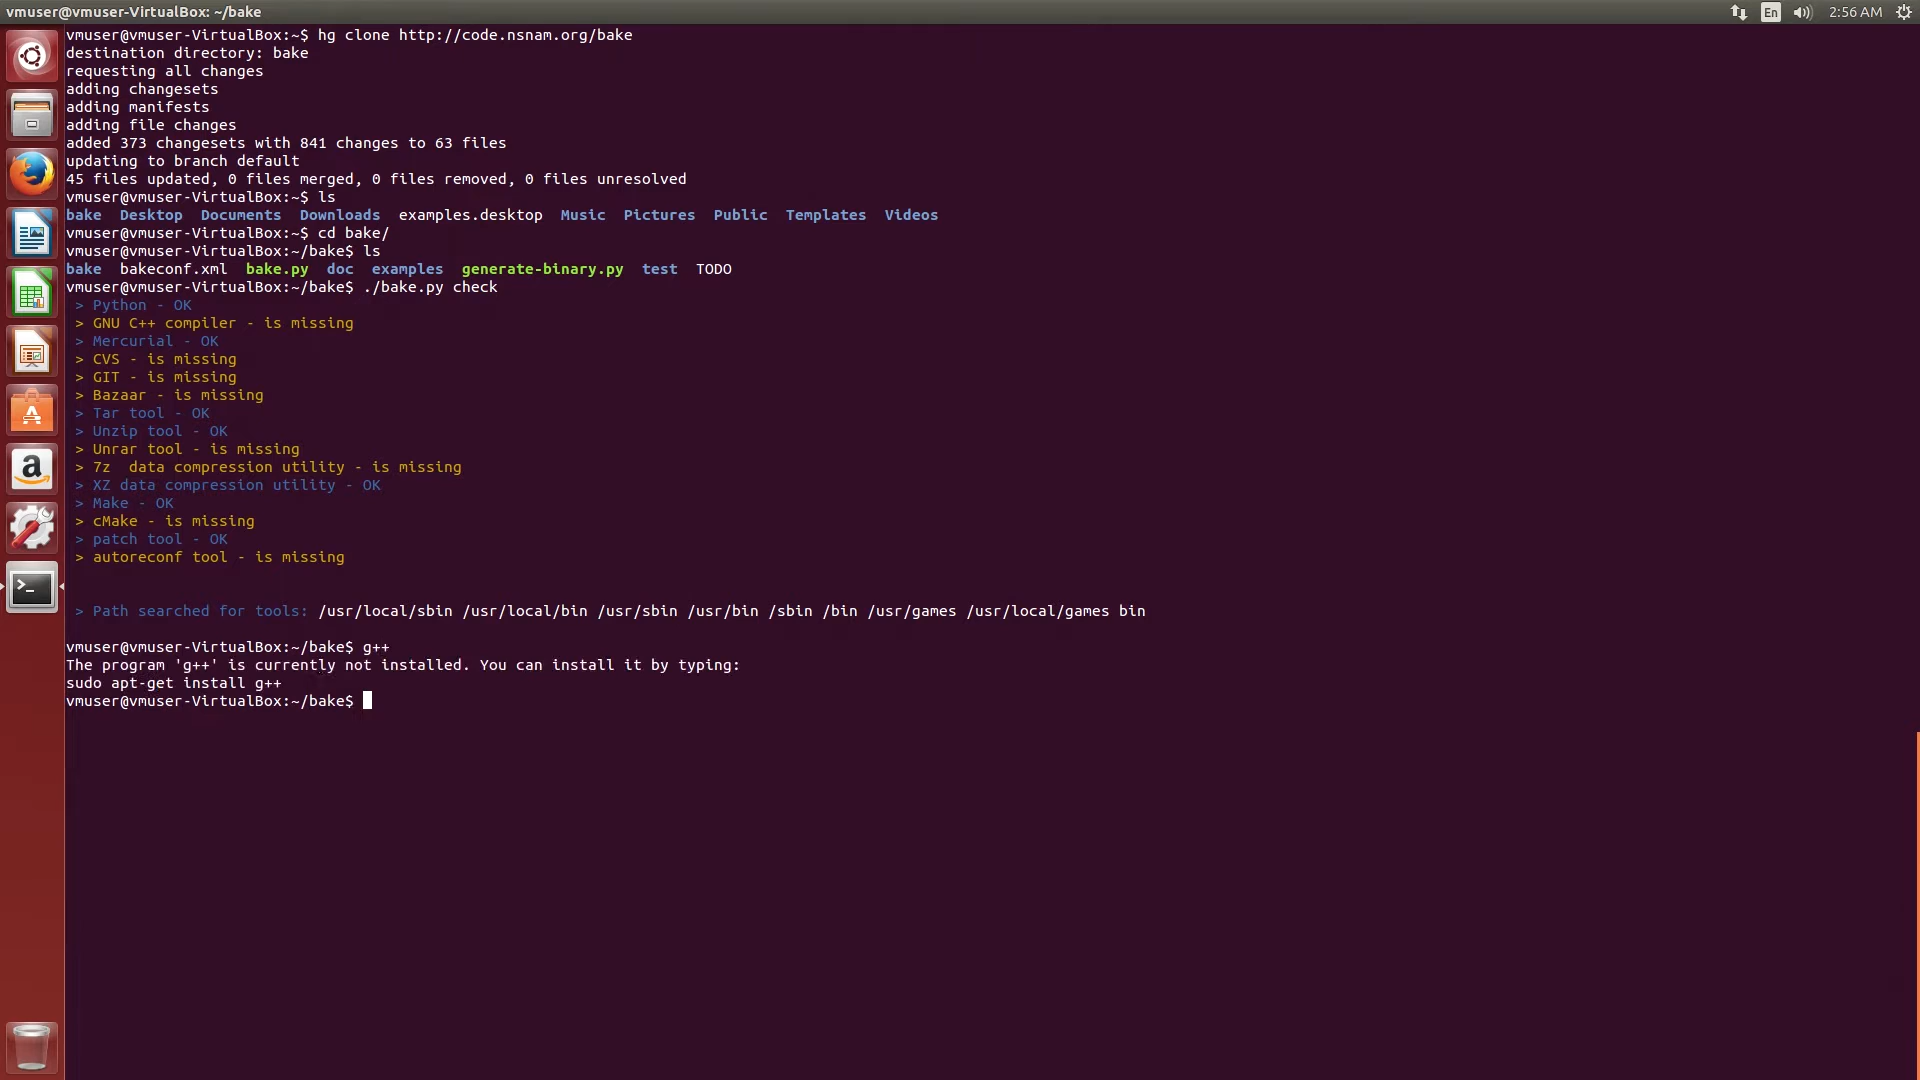 vmuser@vmuser-VirtualBox: ~/bake
En
2:56 AM
vmuser@vmuser-VirtualBox:~$ hg clone http://code.nsnam.org/bake
destination directory: bake
requesting all changes
adding changesets
adding manifests
adding file changes
added 373 changesets with 841 changes to 63 files
updating to branch default
45 files updated, 0 files merged, 0 files removed, 0 files unresolved
vmuser@vmuser-VirtualBox:~$ ls
bake  Desktop  Documents  Downloads  examples.desktop  Music  Pictures  Public  Templates  Videos
vmuser@vmuser-VirtualBox:~$ cd bake/
vmuser@vmuser-VirtualBox:~/bake$ ls
bake  bakeconf.xml  bake.py  doc  examples  generate-binary.py  test  TODO
vmuser@vmuser-VirtualBox:~/bake$ ./bake.py check
 > Python - OK
 > GNU C++ compiler - is missing
 > Mercurial - OK
 > CVS - is missing
 > GIT - is missing
 > Bazaar - is missing
 > Tar tool - OK
 > Unzip tool - OK
 > Unrar tool - is missing
 > 7z  data compression utility - is missing
 > XZ data compression utility - OK
 > Make - OK
 > cMake - is missing
 > patch tool - OK
 > autoreconf tool - is missing
 > Path searched for tools: /usr/local/sbin /usr/local/bin /usr/sbin /usr/bin /sbin /bin /usr/games /usr/local/games bin
vmuser@vmuser-VirtualBox:~/bake$ g++
The program 'g++' is currently not installed. You can install it by typing:
sudo apt-get install g++
vmuser@vmuser-VirtualBox:~/bake$